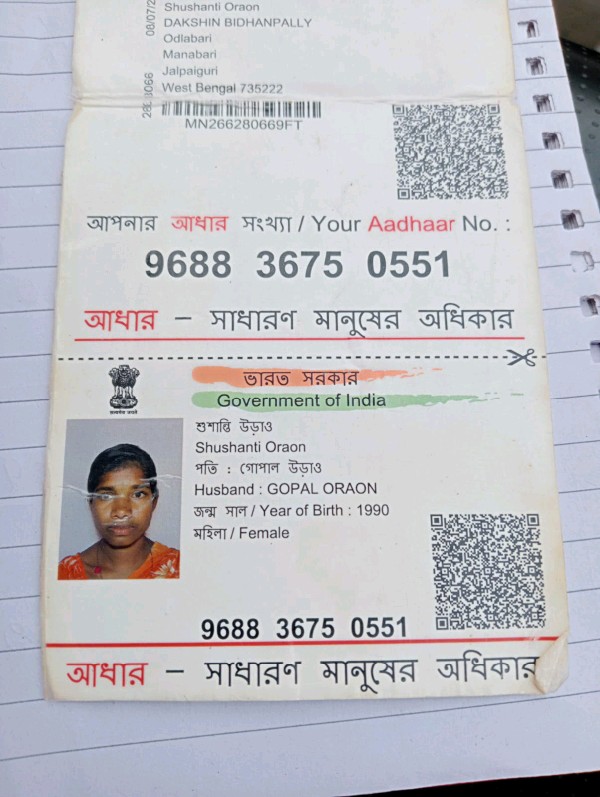 Shushanti Oraon
DAKSHIN BIDHANPALLY
Odlabari
Manabari
Jalpaiguri
West Bengal 735222
MN266280669FT
আপনার আধার সংখ্যা / Your Aadhaar No. :
9688 3675 0551
আধার – সাধারণ মানুষের অধিকার
ভারত সরকার
Government of India
শুশান্তি উড়াও
Shushanti Oraon
পতি : গোপাল উড়াও
Husband : GOPAL ORAON
জন্ম সাল / Year of Birth : 1990
মহিলা / Female
9688 3675 0551
আধার – সাধারণ মানুষের অধিকার